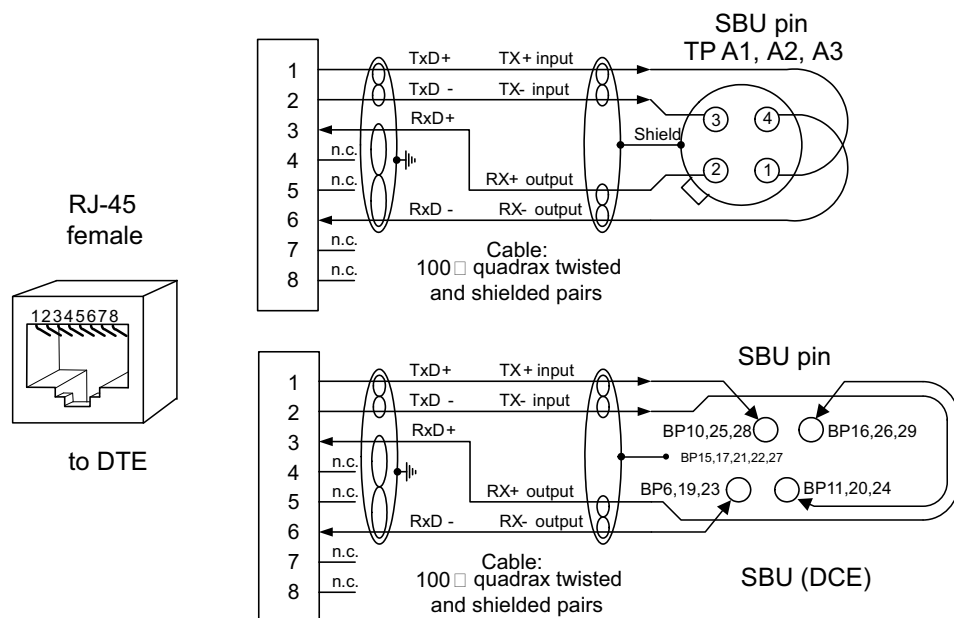 SBU pin
TP A1, A2, A3
1 TxD+ TX+ input
2 TxD - TX- input
3 RxD+
4 n.c.
5 RX+ output
6 RxD - RX- output
7 n.c.
8 n.c.
Shield
3 4
2 1
Cable:
100□ quadrax twisted
and shielded pairs
RJ-45
female
12345678
to DTE
SBU pin
1 TxD+ TX+ input
2 TxD - TX- input
3 RxD+
4 n.c.
5 n.c. RX+ output
6 RxD - RX- output
7 n.c.
8 n.c.
BP10,25,28 BP16,26,29
BP15,17,21,22,27
BP6,19,23 BP11,20,24
Cable:
100□ quadrax twisted
and shielded pairs
SBU (DCE)